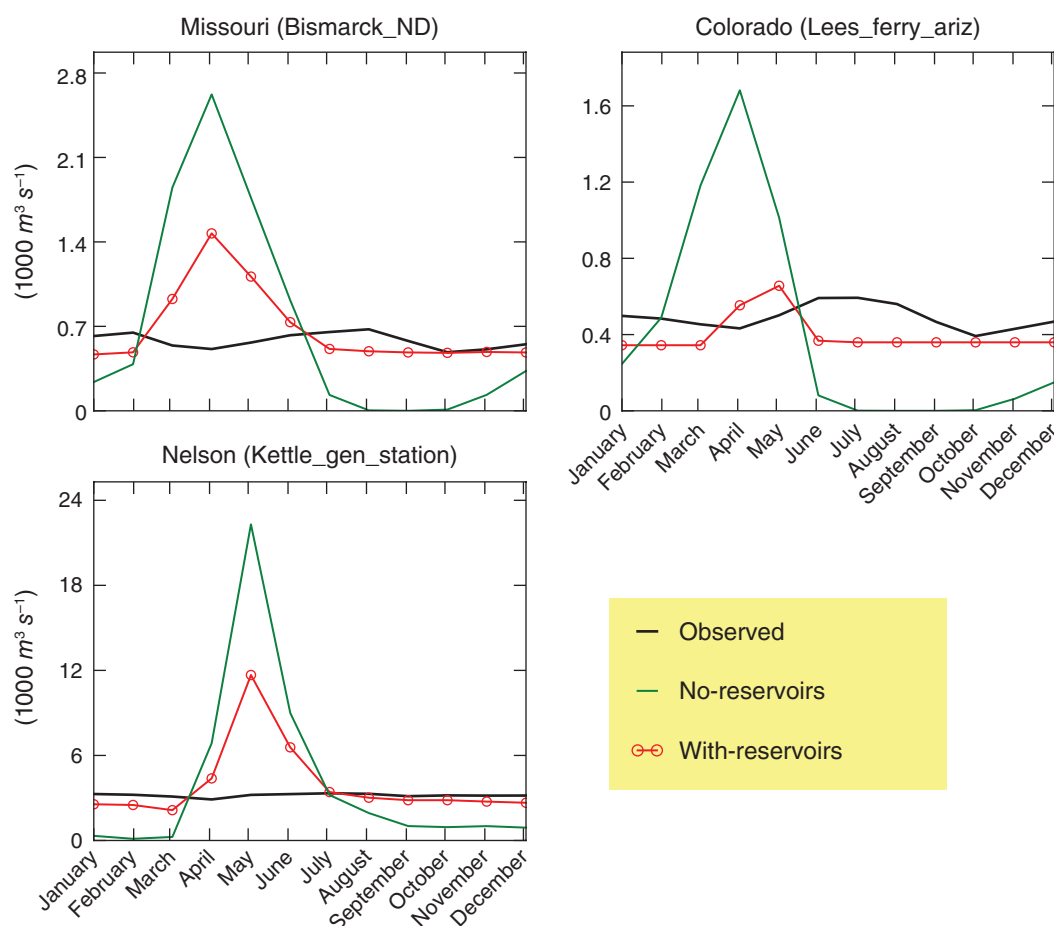 Missouri (Bismarck_ND)
2.8
2.1
1.4
0.7
0
(1000 m³ s⁻¹)
Colorado (Lees_ferry_ariz)
1.6
1.2
0.8
0.4
0
January
February
March
April
May
June
July
August
September
October
November
December
Nelson (Kettle_gen_station)
24
18
12
6
0
(1000 m³ s⁻¹)
January
February
March
April
May
June
July
August
September
October
November
December
Observed
No-reservoirs
With-reservoirs